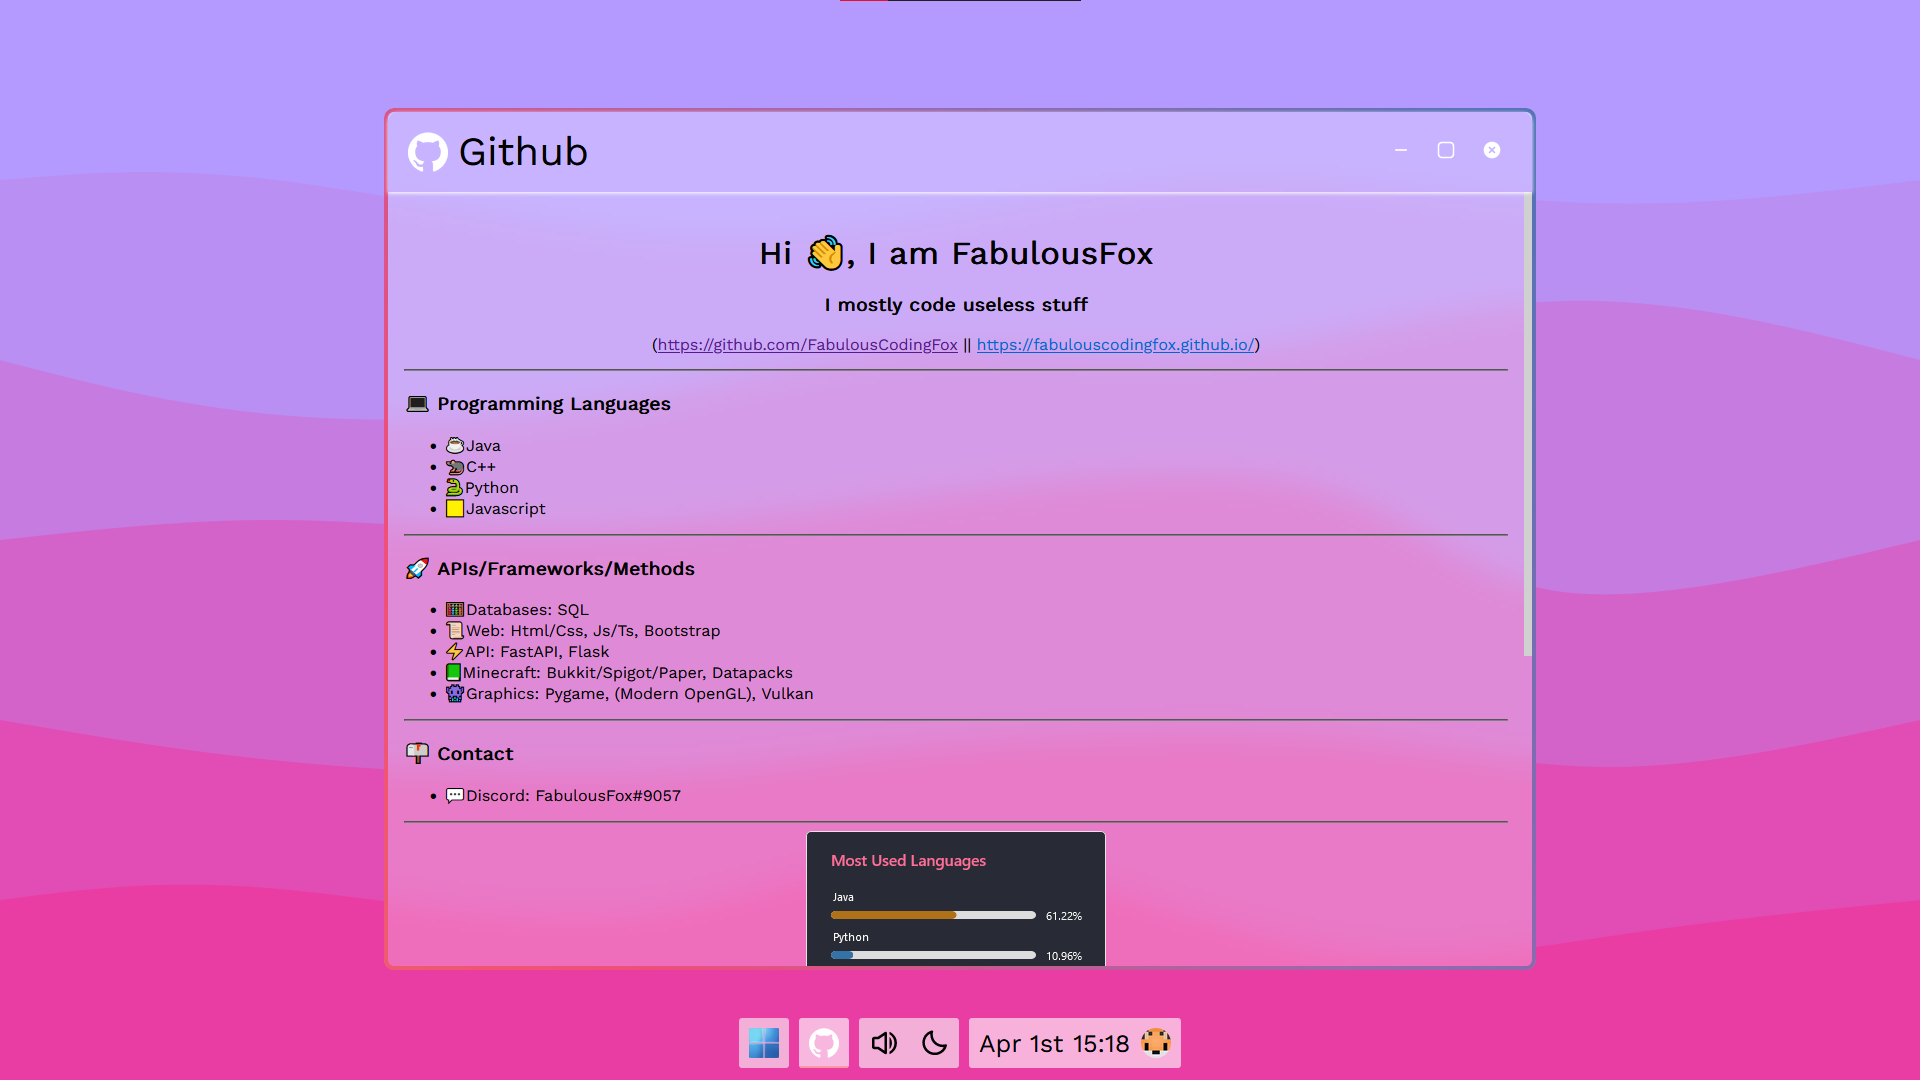 Github
Hi 👋, I am FabulousFox
I mostly code useless stuff
(https://github.com/FabulousCodingFox || https://fabulouscodingfox.github.io/)
💻 Programming Languages
• ☕Java
• 🐀C++
• 🐍Python
• 🟨Javascript
🚀 APIs/Frameworks/Methods
• 🧮Databases: SQL
• 📜Web: Html/Css, Js/Ts, Bootstrap
• ⚡API: FastAPI, Flask
• 📗Minecraft: Bukkit/Spigot/Paper, Datapacks
• 👾Graphics: Pygame, (Modern OpenGL), Vulkan
📫 Contact
• 💬Discord: FabulousFox#9057
Most Used Languages
Java
61.22%
Python
10.96%
Apr 1st 15:18